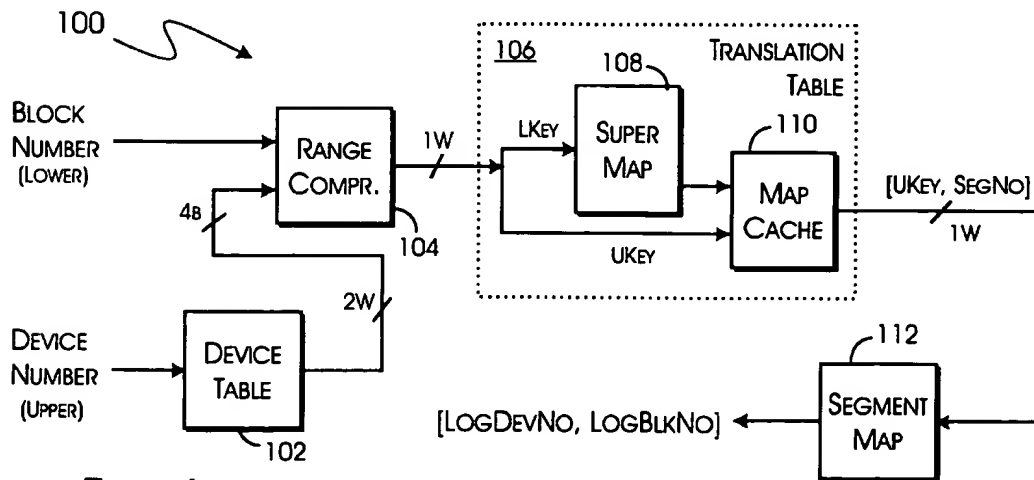 100
BLOCK
NUMBER
(LOWER)
RANGE
COMPR.
104
4B
2W
1W
106
TRANSLATION
TABLE
108
LKEY
SUPER
MAP
110
MAP
CACHE
UKEY
[UKEY, SEGNO]
1W
DEVICE
NUMBER
(UPPER)
DEVICE
TABLE
102
112
SEGMENT
MAP
[LOGDEVNO, LOGBLKNO]